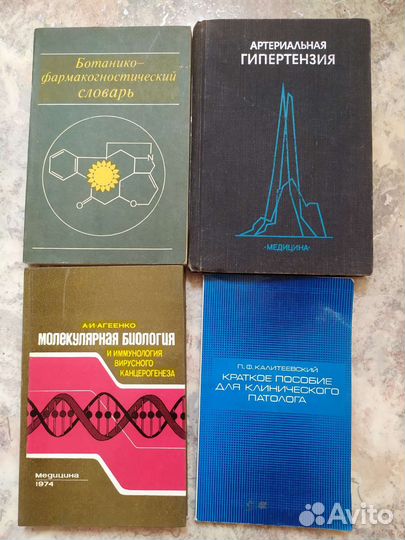 Ботанико-
фармакогностический
словарь
АРТЕРИАЛЬНАЯ
ГИПЕРТЕНЗИЯ
·МЕДИЦИНА·
А·И·АГЕЕНКО
МОЛЕКУЛЯРНАЯ БИОЛОГИЯ
И ИММУНОЛОГИЯ
ВИРУСНОГО
КАНЦЕРОГЕНЕЗА
медицина
1974
П.Ф.КАЛИТЕЕВСКИЙ
КРАТКОЕ ПОСОБИЕ
ДЛЯ КЛИНИЧЕСКОГО
ПАТОЛОГА
Avito